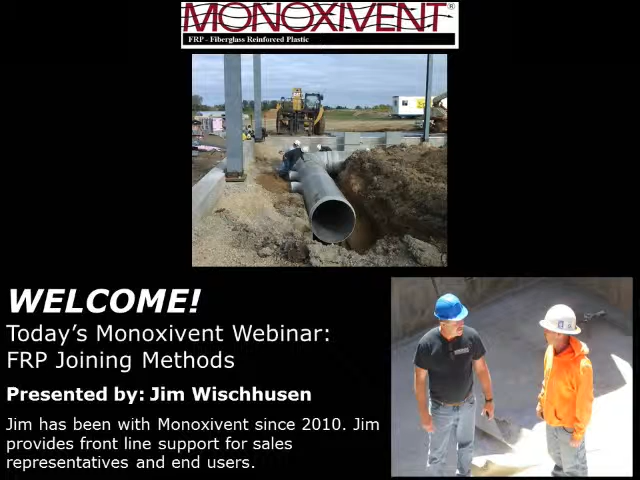 MONOXIVENT®
FRP - Fiberglass Reinforced Plastic
WELCOME!
Today's Monoxivent Webinar:
FRP Joining Methods
Presented by: Jim Wischhusen
Jim has been with Monoxivent since 2010. Jim
provides front line support for sales
representatives and end users.